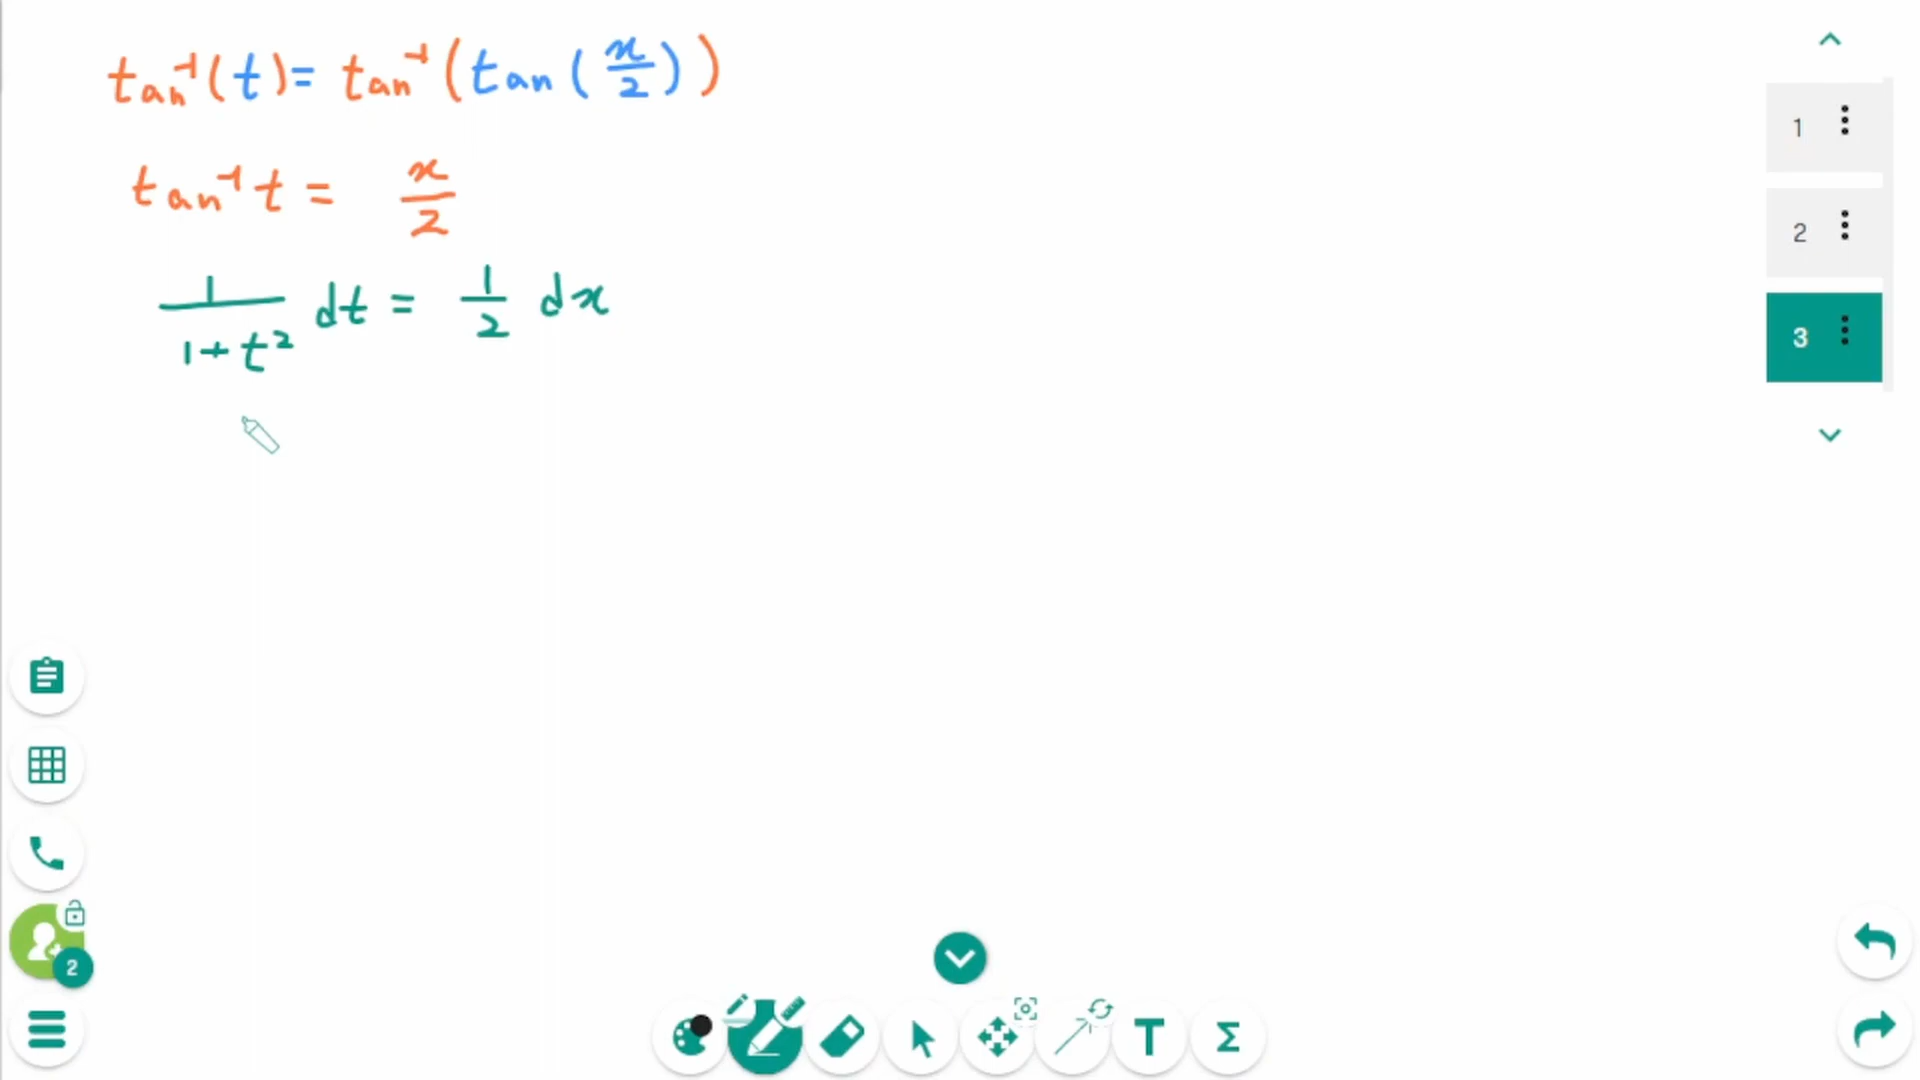 tan⁻¹(t) = tan⁻¹(tan(x/2))
tan⁻¹ t = x/2
1/(1+t²) dt = 1/2 dx
1
2
3
2
T
Σ